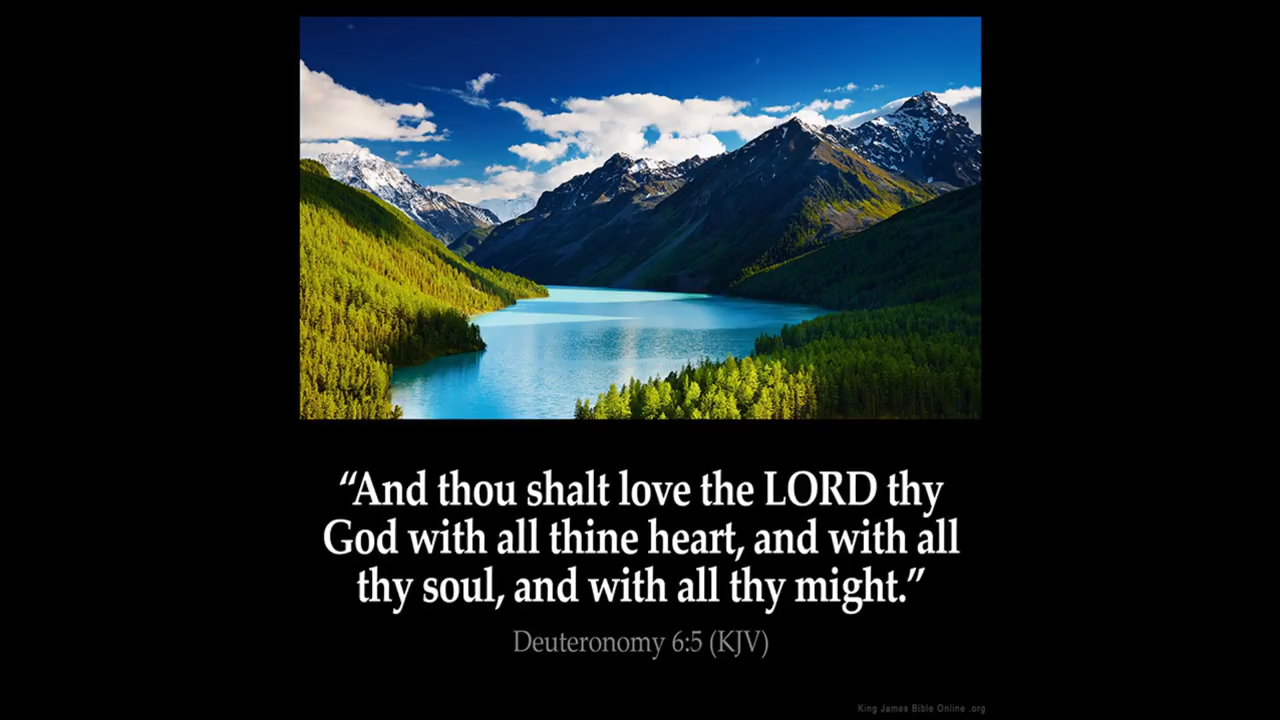 “And thou shalt love the LORD thy
God with all thine heart, and with all
thy soul, and with all thy might.”
Deuteronomy 6:5 (KJV)
King James Bible Online .org